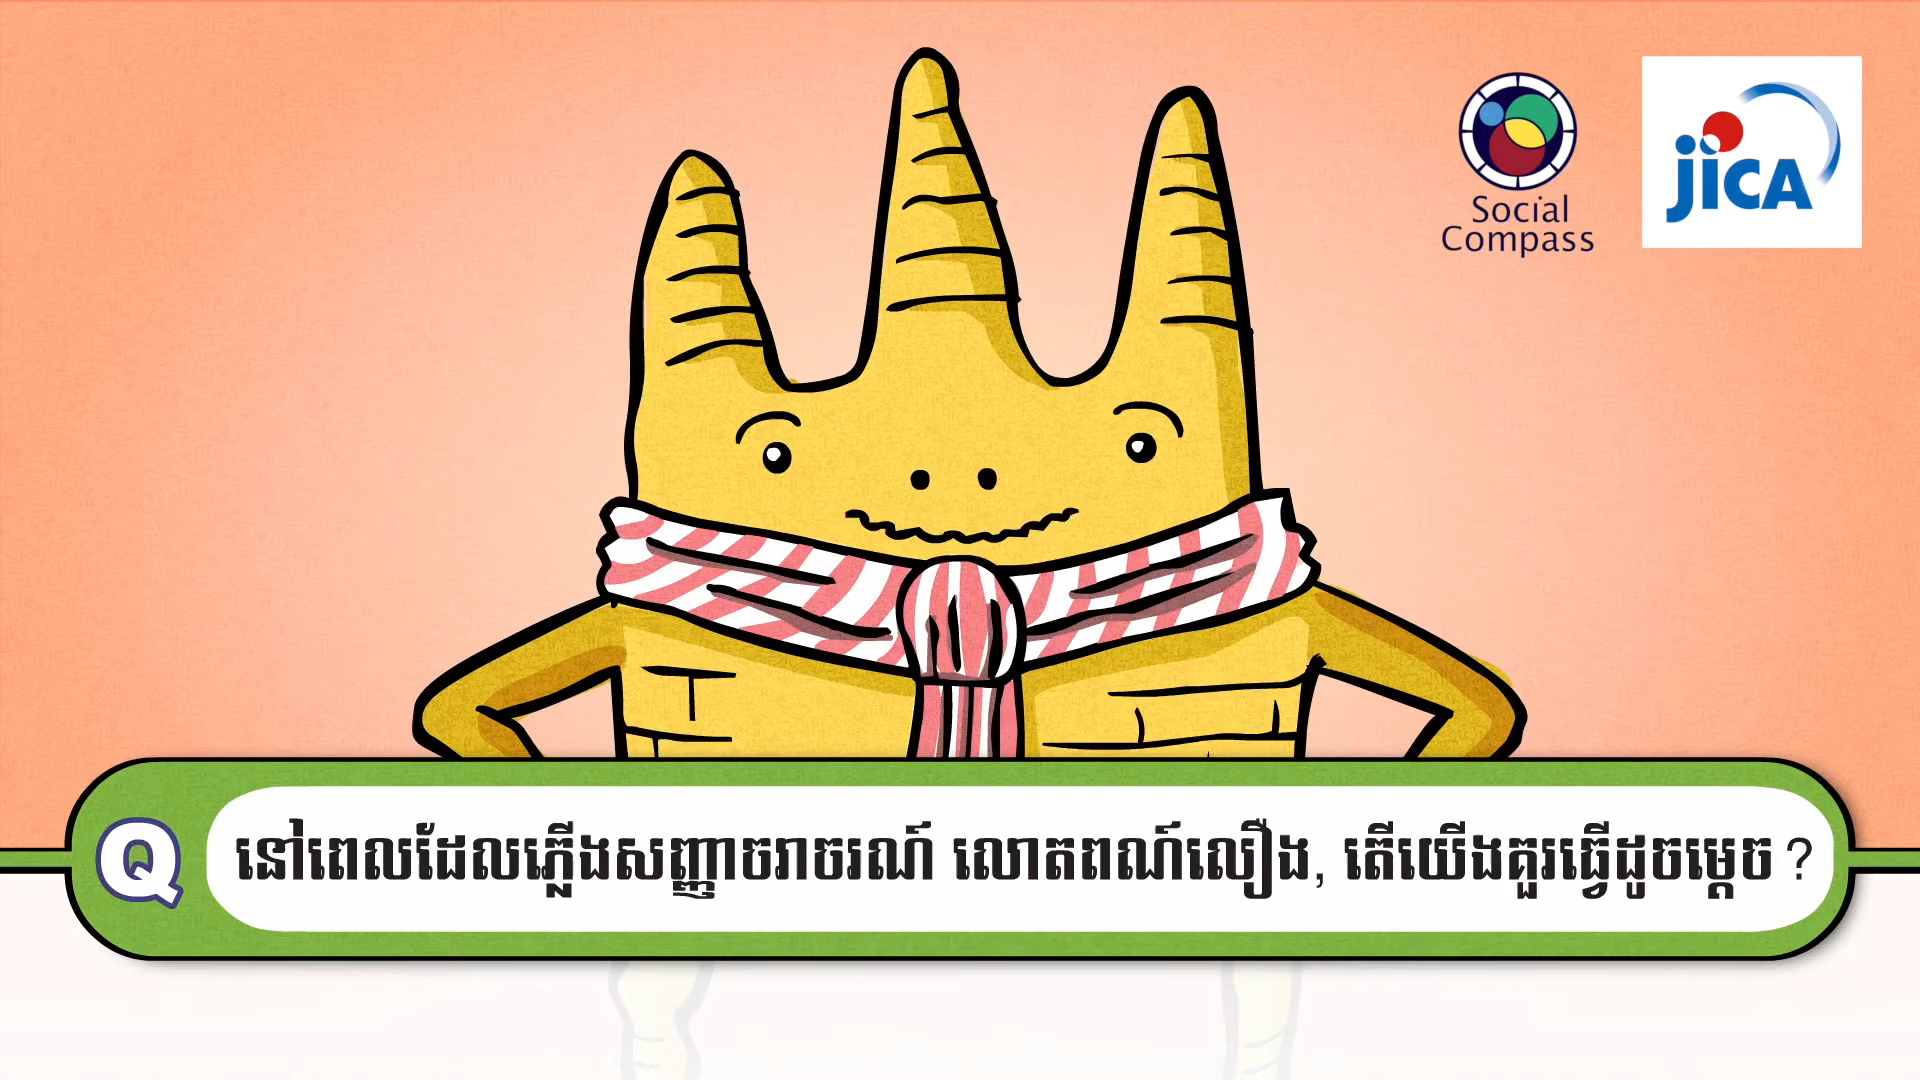 Social
Compass
jICA
Q
នៅពេលដែលភ្លើងសញ្ញាចរាចរណ៍ លោតពណ៍លឿង, តើយើងគួរធ្វើដូចម្ដេច ?